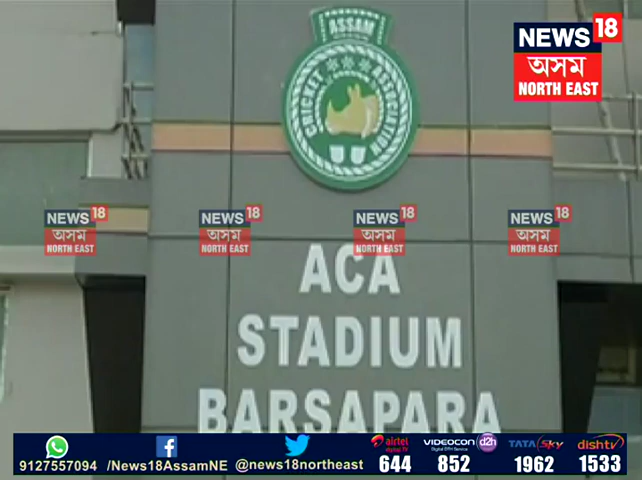 ASSAM
CRICKET ASSOCIATION
NEWS 18
অসম
NORTH EAST
NEWS 18
অসম
NORTH EAST
NEWS 18
অসম
NORTH EAST
NEWS 18
অসম
NORTH EAST
NEWS 18
অসম
NORTH EAST
ACA
STADIUM
BARSAPARA
9127557094
/News18AssamNE
@news18northeast
airtel digital TV
644
VIDEOCON d2h
852
TATA Sky
1962
dishtv
1533